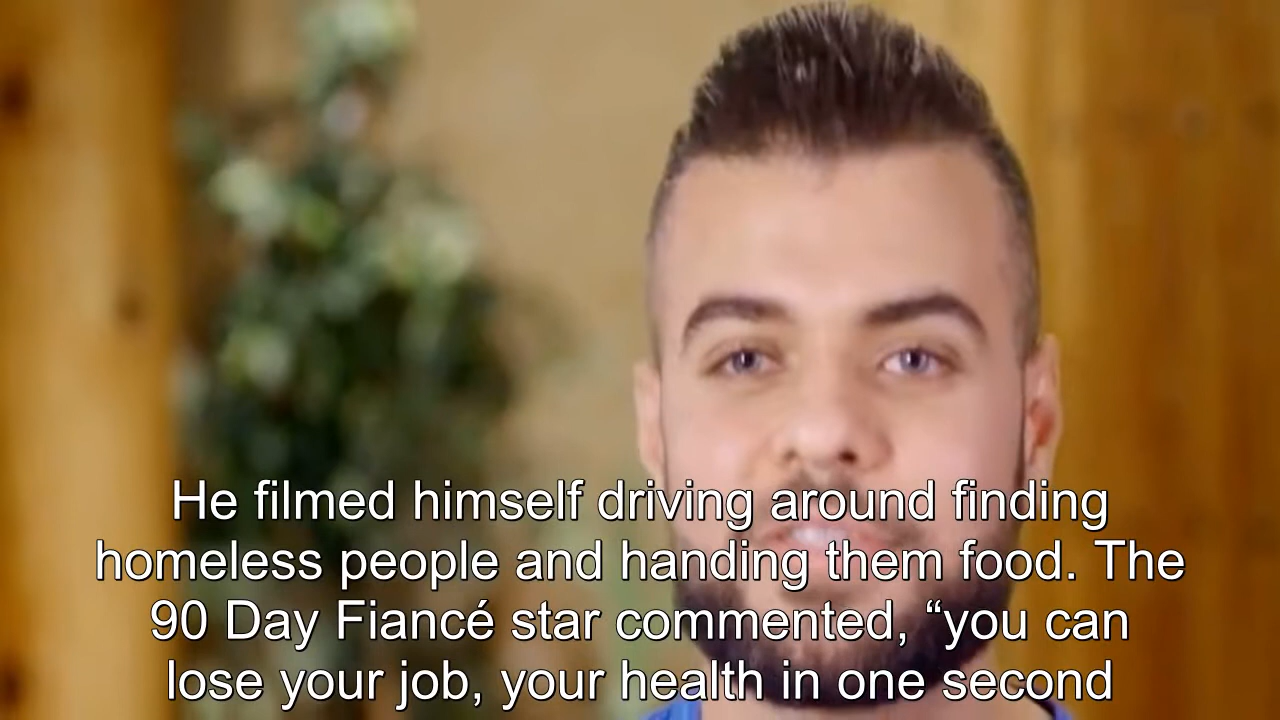 He filmed himself driving around finding
homeless people and handing them food. The
90 Day Fiancé star commented, “you can
lose your job, your health in one second